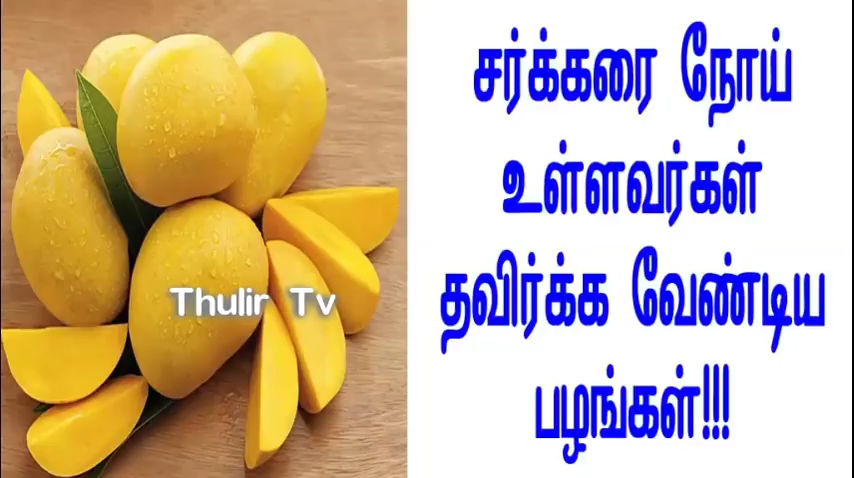 Thulir Tv
சர்க்கரை நோய்
உள்ளவர்கள்
தவிர்க்க வேண்டிய
பழங்கள்!!!